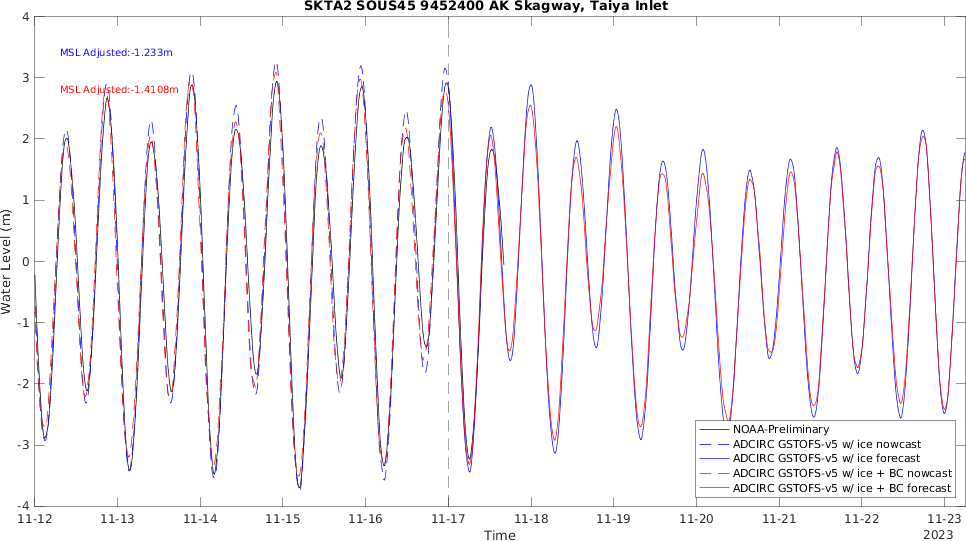 SKTA2 SOUS45 9452400 AK Skagway, Taiya Inlet
MSL Adjusted:-1.233m
MSL Adjusted:-1.4108m
Water Level (m)
4
3
2
1
0
-1
-2
-3
-4
NOAA-Preliminary
ADCIRC GSTOFS-v5 w/ ice nowcast
ADCIRC GSTOFS-v5 w/ ice forecast
ADCIRC GSTOFS-v5 w/ ice + BC nowcast
ADCIRC GSTOFS-v5 w/ ice + BC forecast
11-12 11-13 11-14 11-15 11-16 11-17 11-18 11-19 11-20 11-21 11-22 11-23
Time
2023